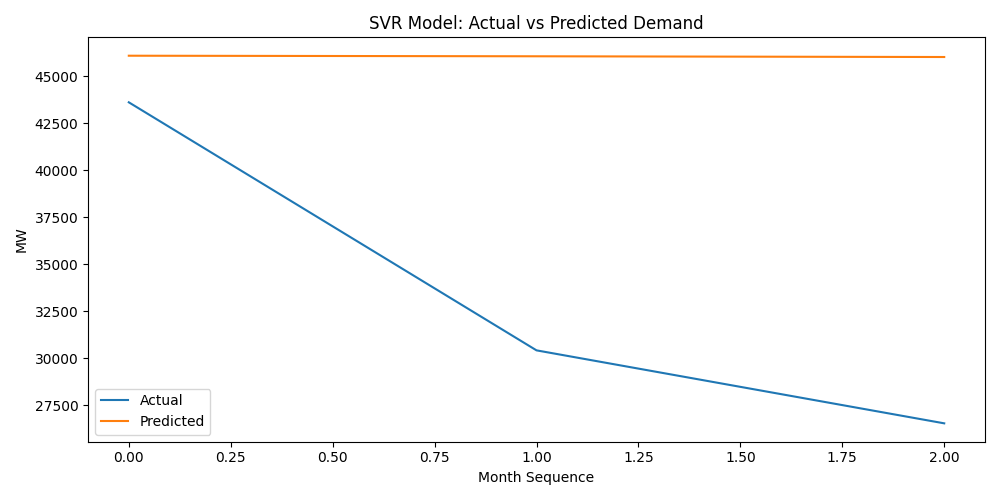 SVR Model: Actual vs Predicted Demand
MW
45000
42500
40000
37500
35000
32500
30000
27500
Actual
Predicted
0.00 0.25 0.50 0.75 1.00 1.25 1.50 1.75 2.00
Month Sequence